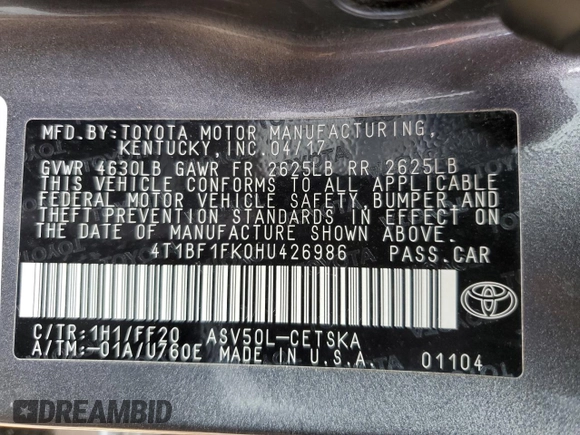 MFD.BY:TOYOTA MOTOR MANUFACTURING,
KENTUCKY, INC. 04/17
GVWR 4630LB GAWR FR 2625LB RR 2625LB
THIS VEHICLE CONFORMS TO ALL APPLICABLE
FEDERAL MOTOR VEHICLE SAFETY, BUMPER AND
THEFT PREVENTION STANDARDS IN EFFECT ON
THE DATE OF MANUFACTURE SHOWN ABOVE.
4T1BF1FK0HU426986 PASS.CAR
C/TR:1H1/FF20 ASV50L-CETSKA
A/TM:-01A/U760E MADE IN U.S.A. 01104
DREAMBID